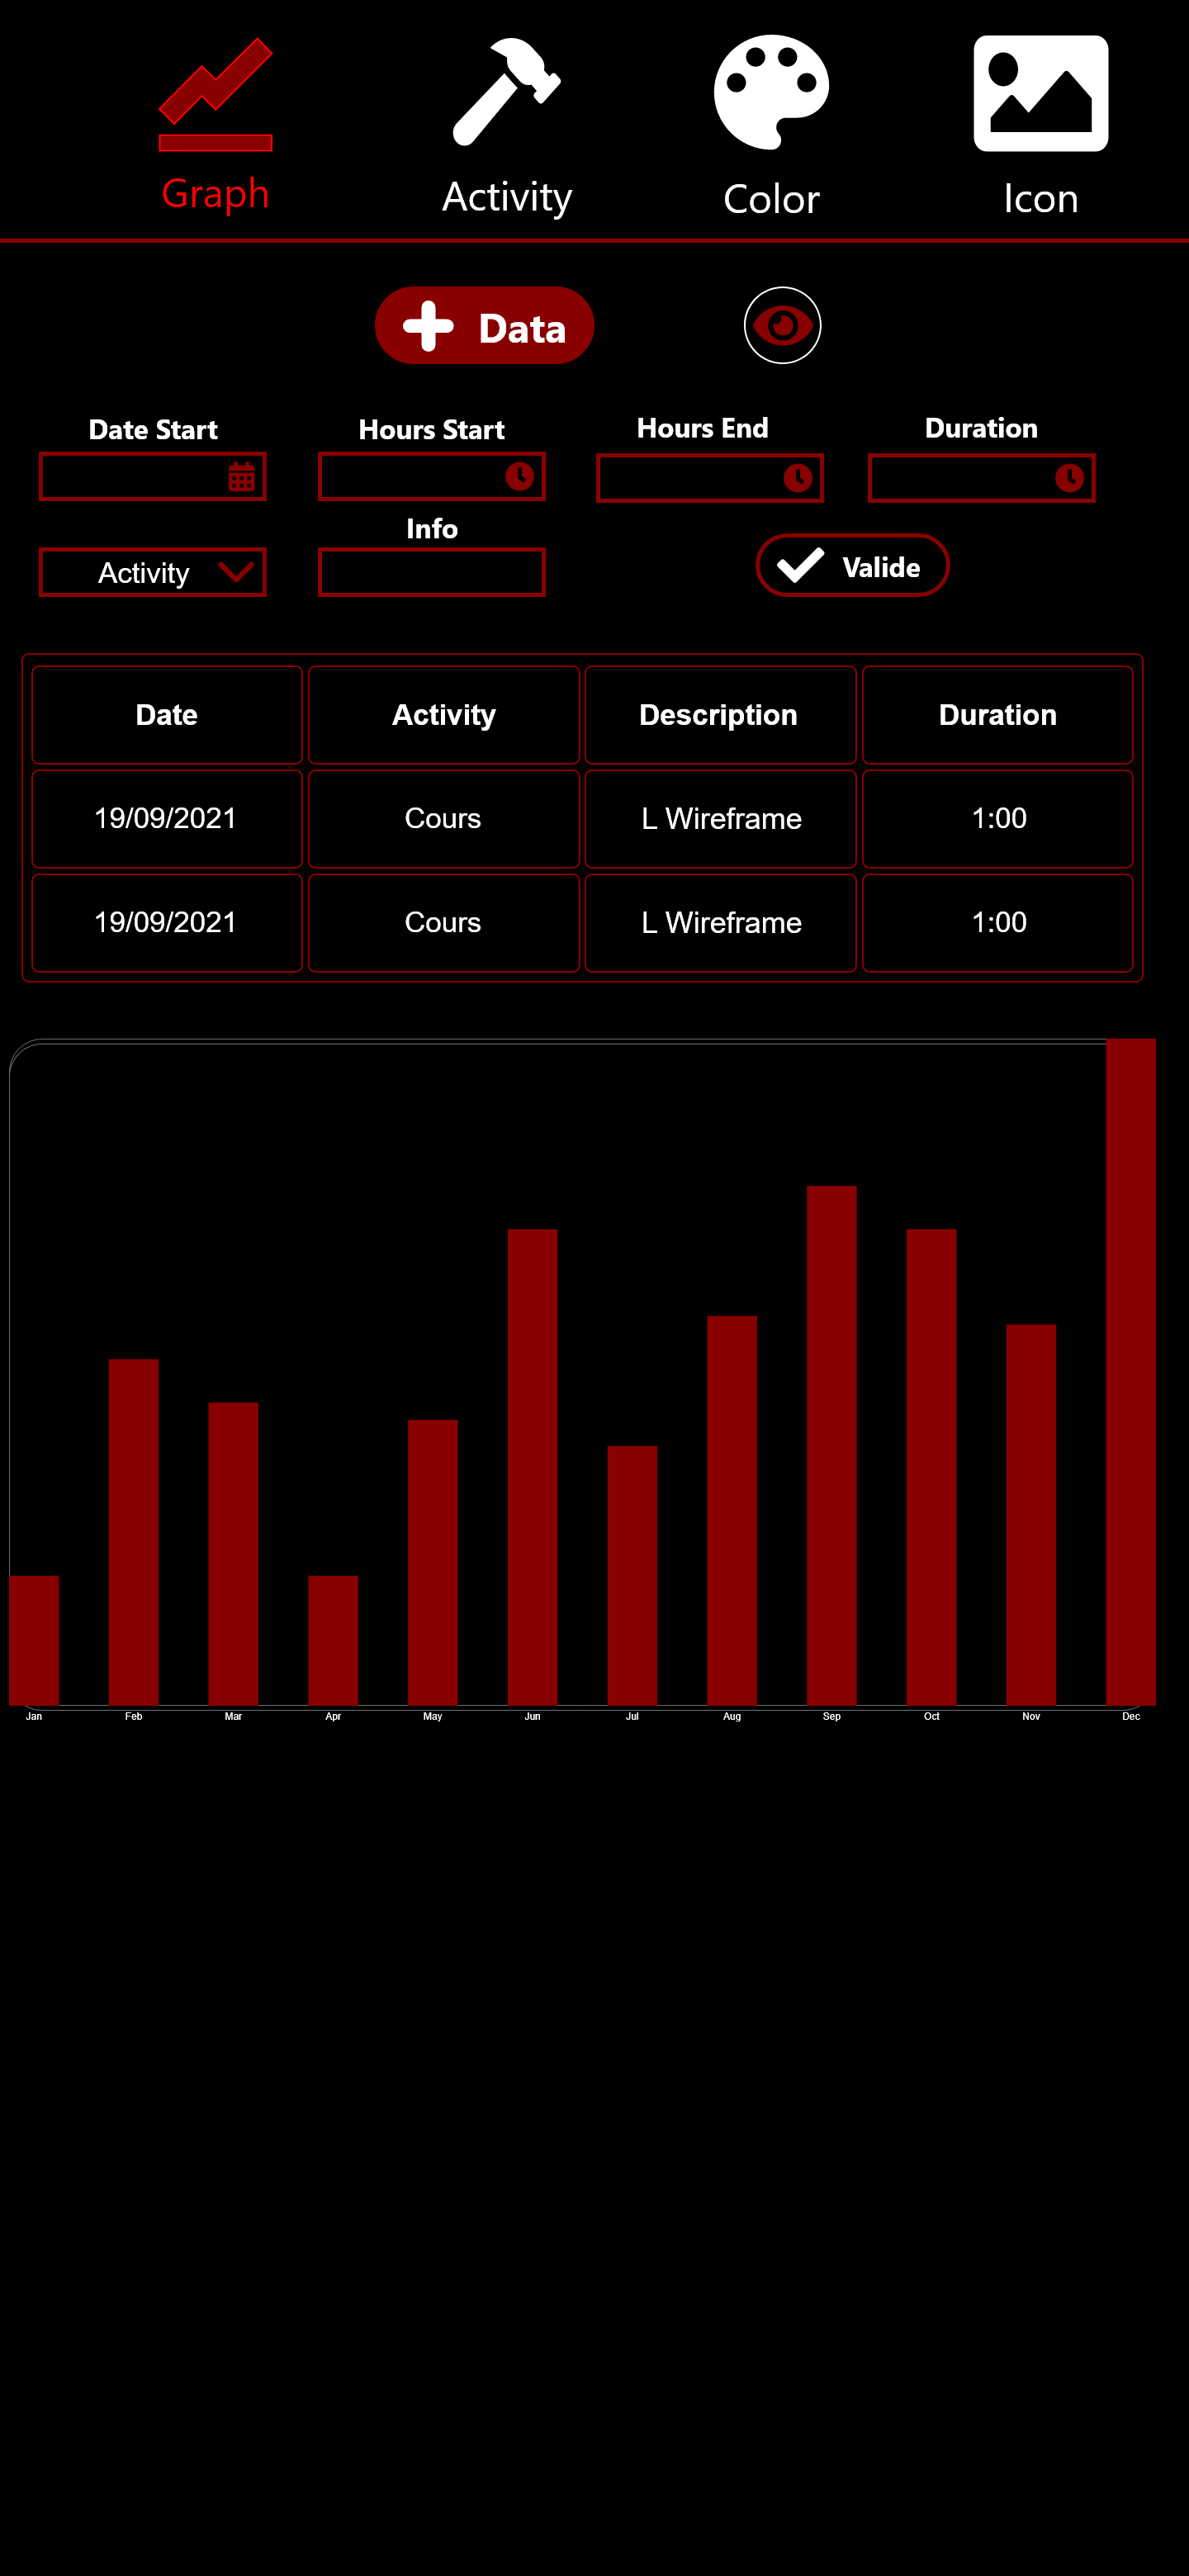 Graph Activity Color Icon
Data
Date Start Hours Start Hours End Duration
Info
Activity Valide
Date Activity Description Duration
19/09/2021 Cours L Wireframe 1:00
19/09/2021 Cours L Wireframe 1:00
Jan Feb Mar Apr May Jun Jul Aug Sep Oct Nov Dec